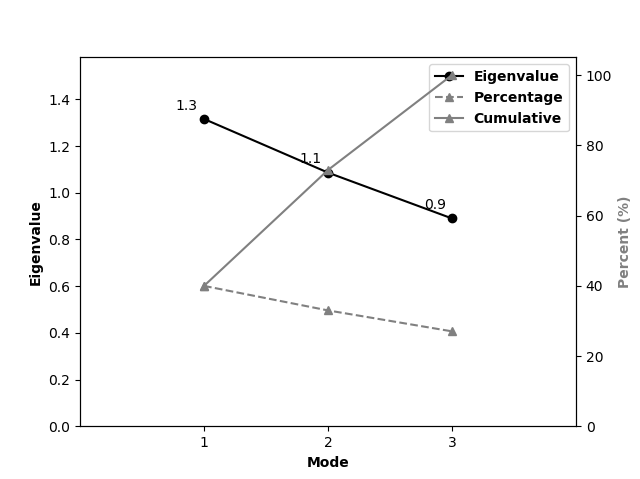 Eigenvalue
Percentage
Cumulative
1.3
1.1
0.9
1.4
1.2
1.0
0.8
0.6
0.4
0.2
0.0
Eigenvalue
100
80
60
40
20
0
Percent (%)
1 2 3
Mode